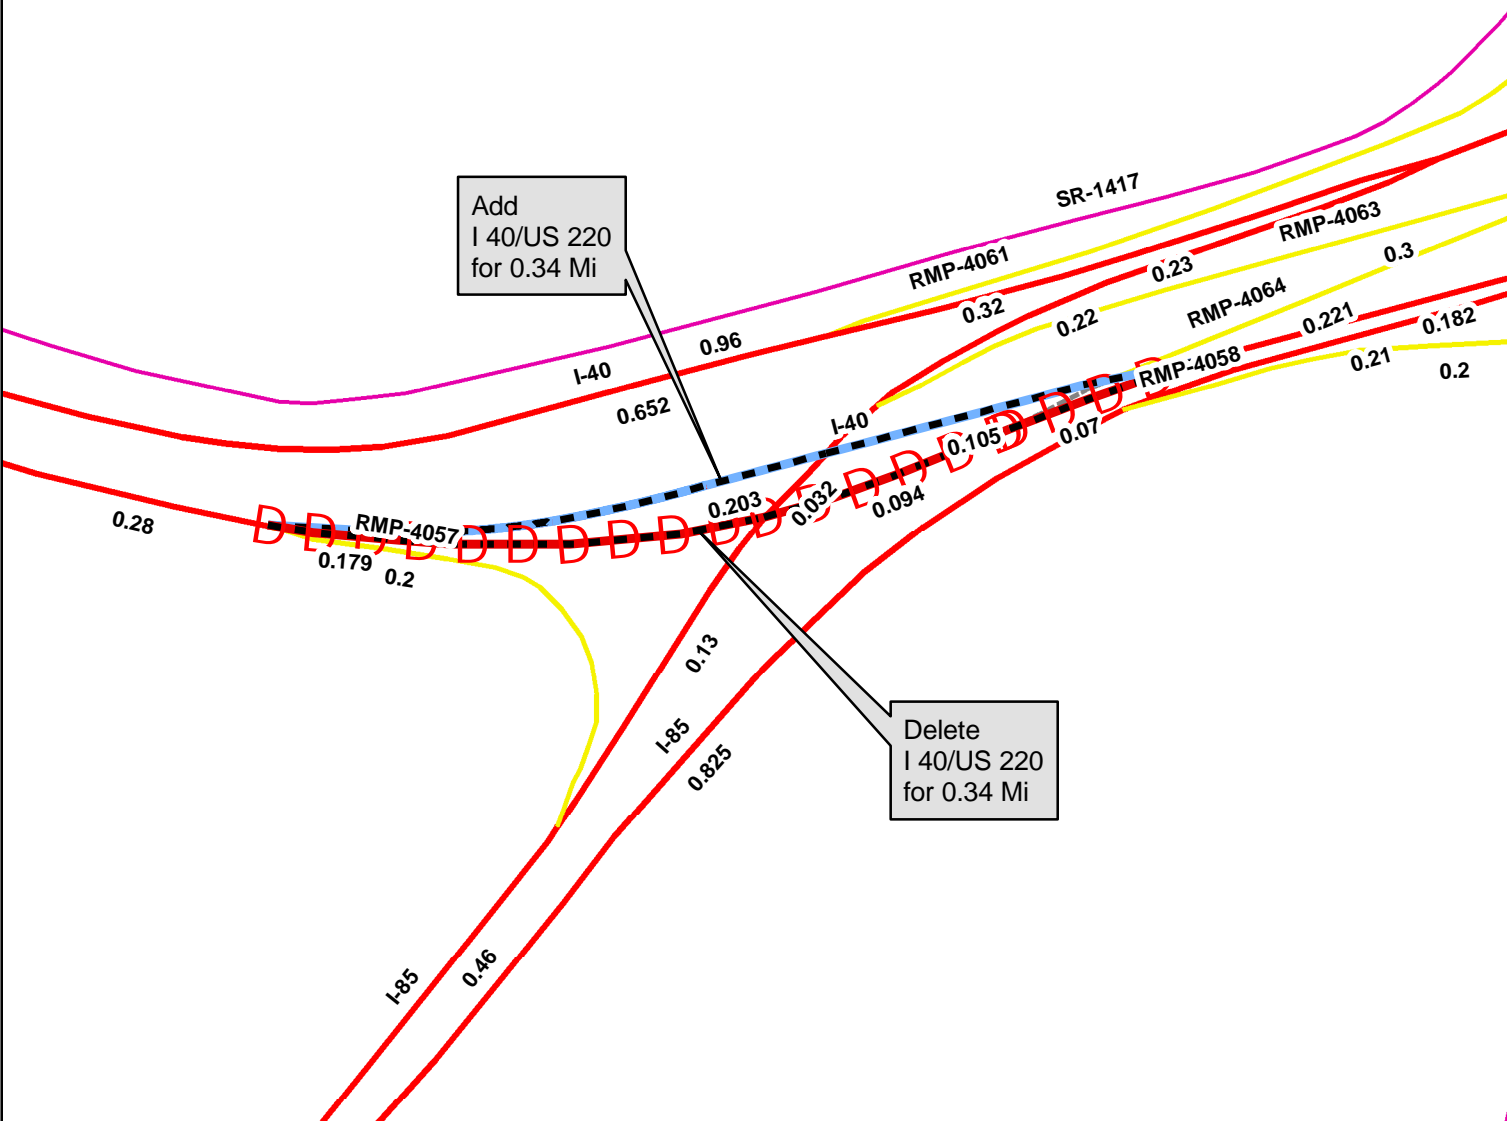 Add
I 40/US 220
for 0.34 Mi
SR-1417
RMP-4063
RMP-4061
0.3
0.23
RMP-4064
0.32
0.22
0.221
0.182
0.96
I-40
0.652
RMP-4058
0.21
0.2
I-40
0.07
0.105
0.203
0.032
0.094
D D D D D D D D D D D D D D D D D D D D
0.28
RMP-4057
0.179
0.2
0.13
I-85
0.825
Delete
I 40/US 220
for 0.34 Mi
I-85
0.46